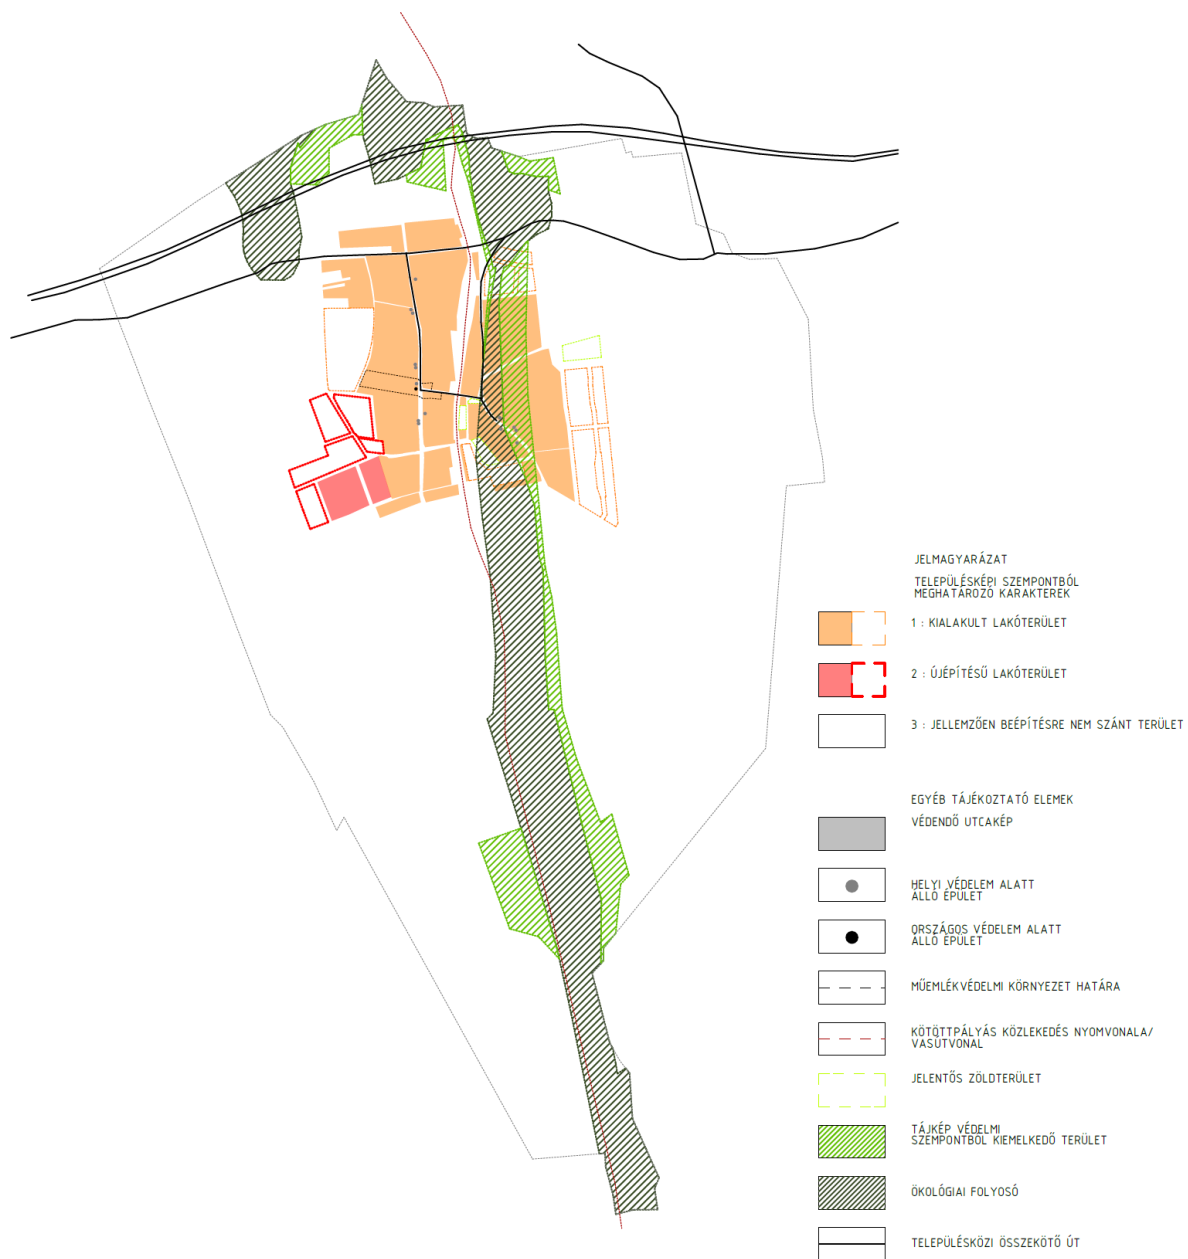 JELMAGYARÁZAT
TELEPÜLÉSKÉPI SZEMPONTBÓL
MEGHATÁROZÓ KARAKTEREK
1 : KIALAKULT LAKÓTERÜLET
2 : ÚJÉPÍTÉSŰ LAKÓTERÜLET
3 : JELLEMZŐEN BEÉPÍTÉSRE NEM SZÁNT TERÜLET
EGYÉB TÁJÉKOZTATÓ ELEMEK
VÉDENDŐ UTCAKÉP
HELYI VÉDELEM ALATT
ÁLLÓ ÉPÜLET
ORSZÁGOS VÉDELEM ALATT
ÁLLÓ ÉPÜLET
MŰEMLÉKVÉDELMI KÖRNYEZET HATÁRA
KÖTÖTTPÁLYÁS KÖZLEKEDÉS NYOMVONALA/
VASÚTVONAL
JELENTŐS ZÖLDTERÜLET
TÁJKÉP VÉDELMI
SZEMPONTBÓL KIEMELKEDŐ TERÜLET
ÖKOLÓGIAI FOLYOSÓ
TELEPÜLÉSKÖZI ÖSSZEKÖTŐ ÚT